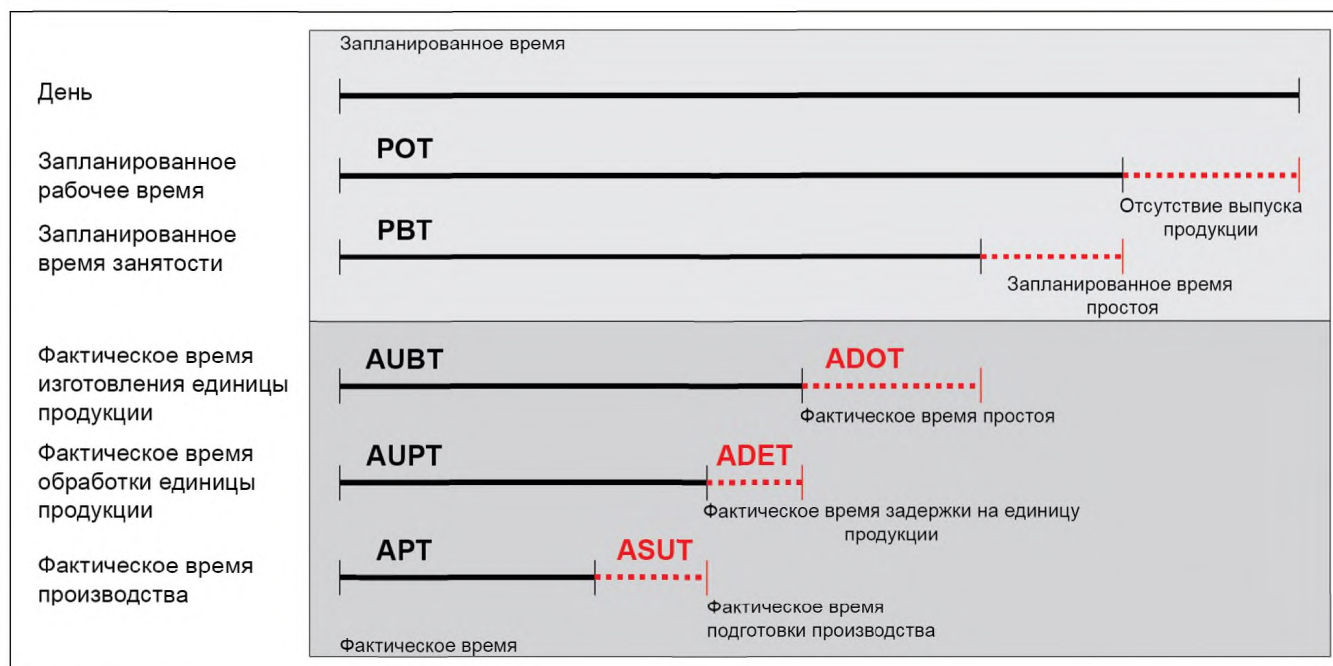 Запланированное время
День
POT
Запланированное
рабочее время
Отсутствие выпуска
продукции
PBT
Запланированное
время занятости
Запланированное время
простоя
AUBT
ADOT
Фактическое время
изготовления единицы
продукции
Фактическое время простоя
AUPT
ADET
Фактическое время
обработки единицы
продукции
Фактическое время задержки на единицу
продукции
APT
ASUT
Фактическое время
производства
Фактическое время
подготовки производства
Фактическое время